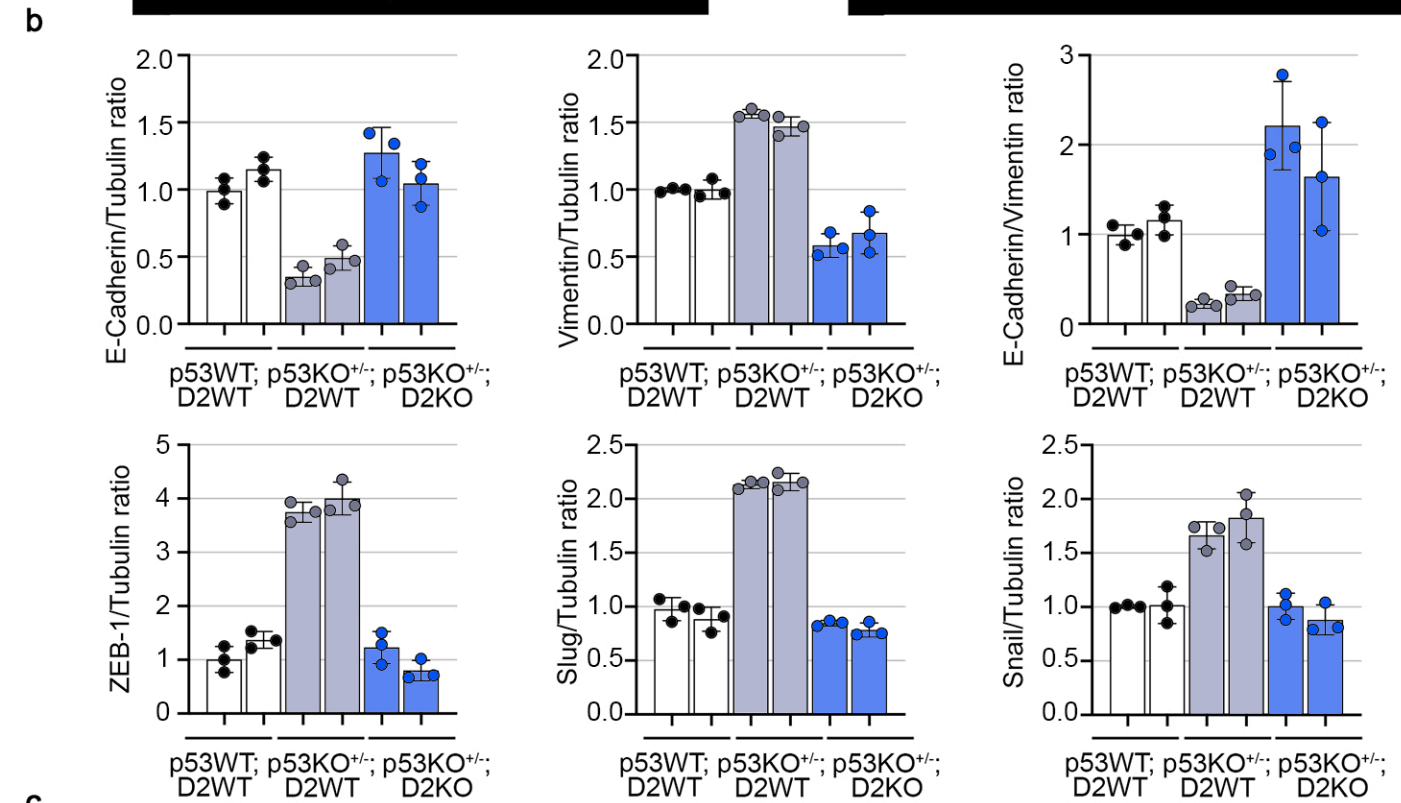 b
E-Cadherin/Tubulin ratio
2.0
1.5
1.0
0.5
0.0
p53WT; p53KO+/-; p53KO+/-;
D2WT D2WT D2KO
Vimentin/Tubulin ratio
2.0
1.5
1.0
0.5
0.0
p53WT; p53KO+/-; p53KO+/-;
D2WT D2WT D2KO
E-Cadherin/Vimentin ratio
3
2
1
0
p53WT; p53KO+/-; p53KO+/-;
D2WT D2WT D2KO
ZEB-1/Tubulin ratio
5
4
3
2
1
0
p53WT; p53KO+/-; p53KO+/-;
D2WT D2WT D2KO
Slug/Tubulin ratio
2.5
2.0
1.5
1.0
0.5
0.0
p53WT; p53KO+/-; p53KO+/-;
D2WT D2WT D2KO
Snail/Tubulin ratio
2.5
2.0
1.5
1.0
0.5
0.0
p53WT; p53KO+/-; p53KO+/-;
D2WT D2WT D2KO